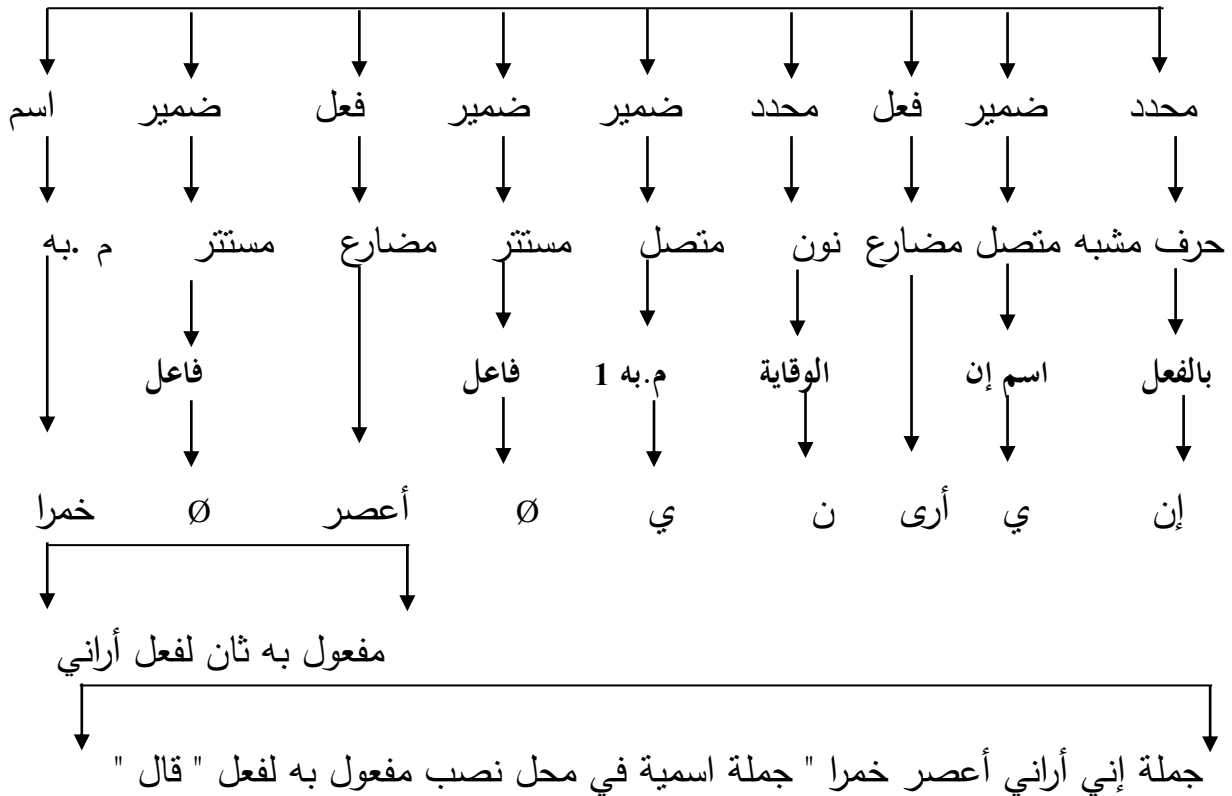 محدد ضمير فعل محدد ضمير ضمير فعل ضمير اسم
حرف مشبه متصل مضارع نون متصل مستتر مضارع مستتر م .به
بالفعل اسم إن الوقاية م.به 1 فاعل فاعل
إن ي أرى ن ي Ø أعصر Ø خمرا
مفعول به ثان لفعل أراني
جملة إني أراني أعصر خمرا " جملة اسمية في محل نصب مفعول به لفعل " قال "